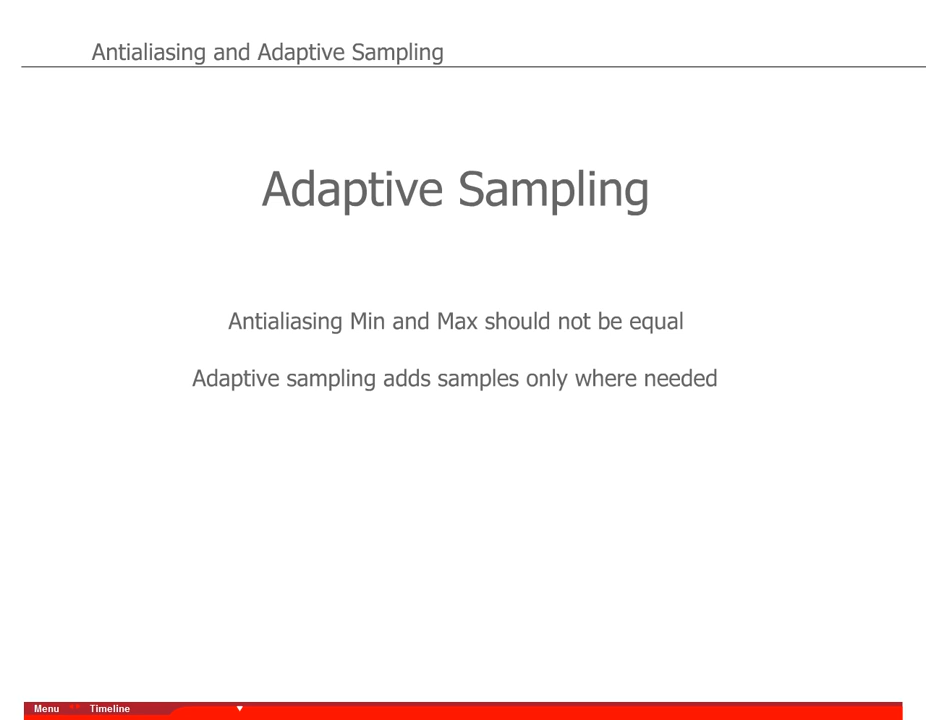 Antialiasing and Adaptive Sampling
Adaptive Sampling
Antialiasing Min and Max should not be equal
Adaptive sampling adds samples only where needed
Menu Timeline